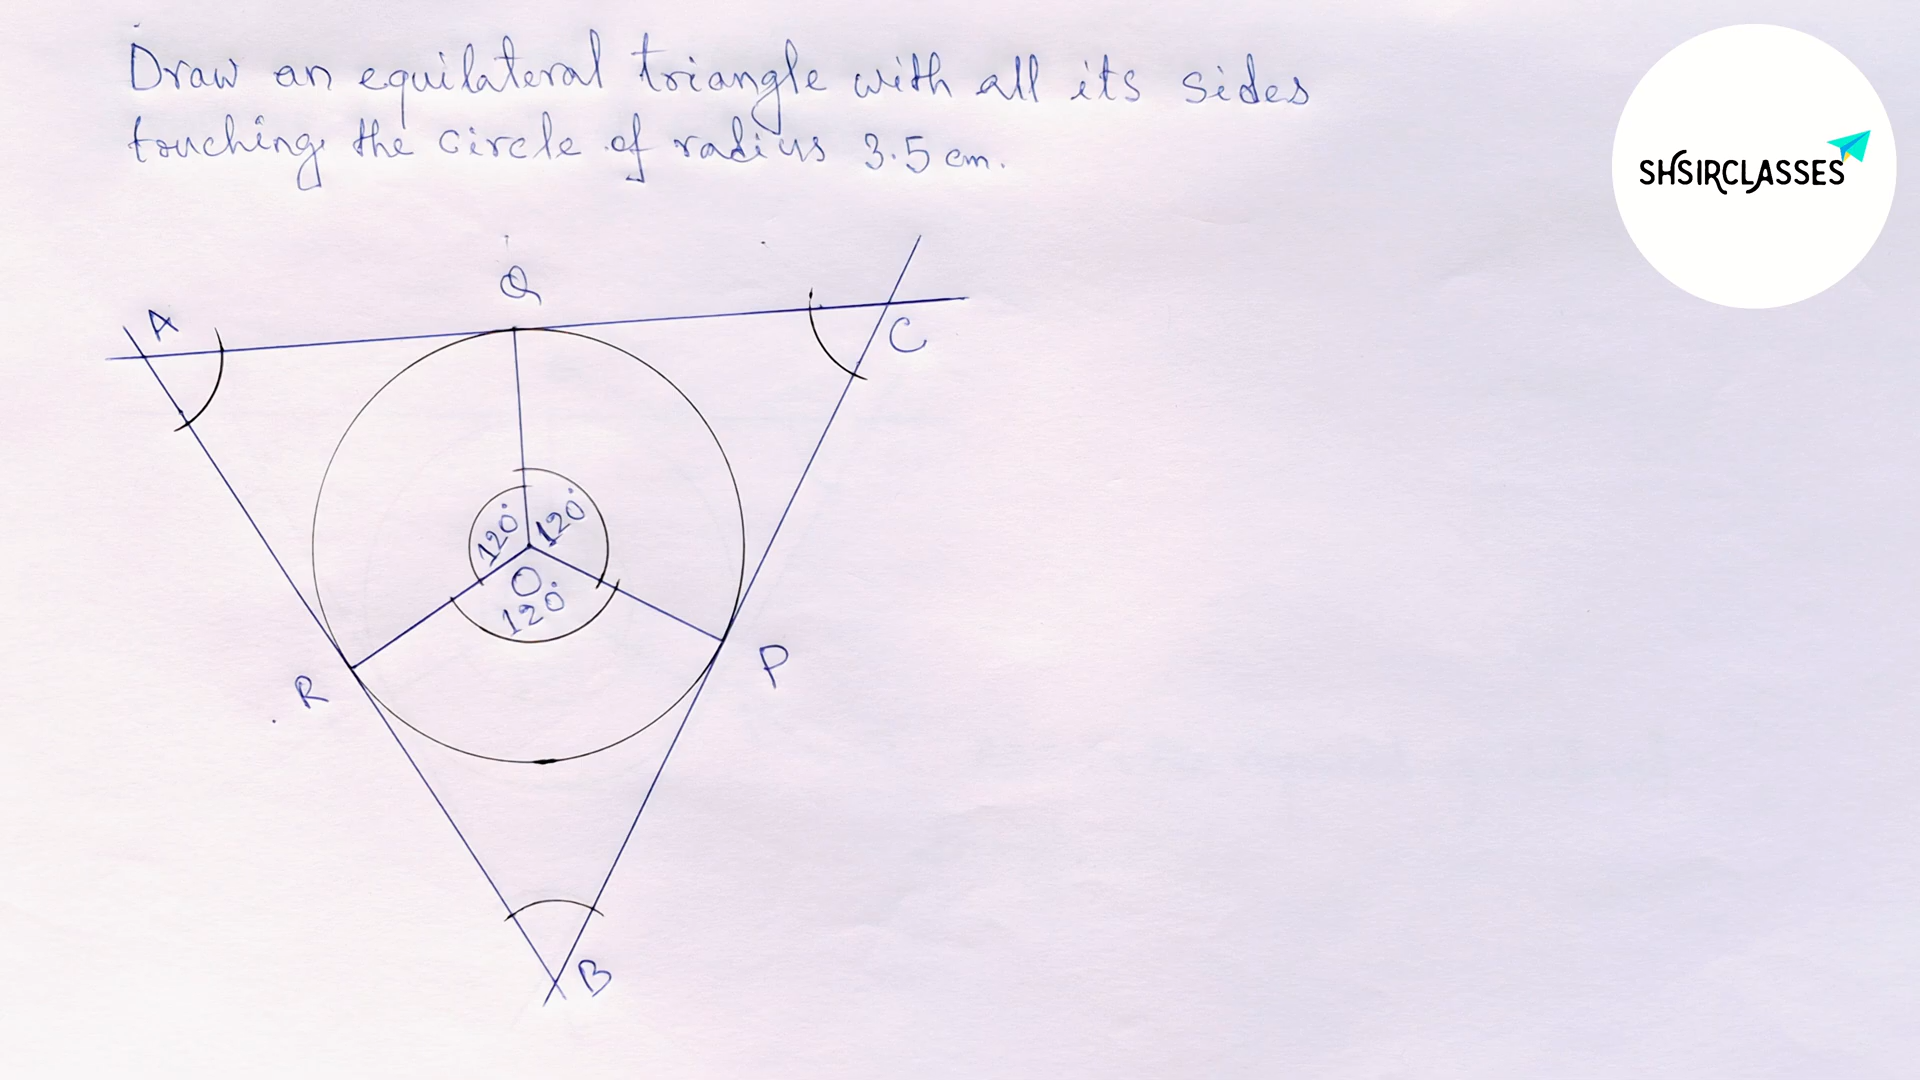 Draw an equilateral triangle with all its sides
touching the circle of radius 3.5 cm.
SHSIRCLASSES
Q
A
C
120°
120°
O
120°
P
R
B